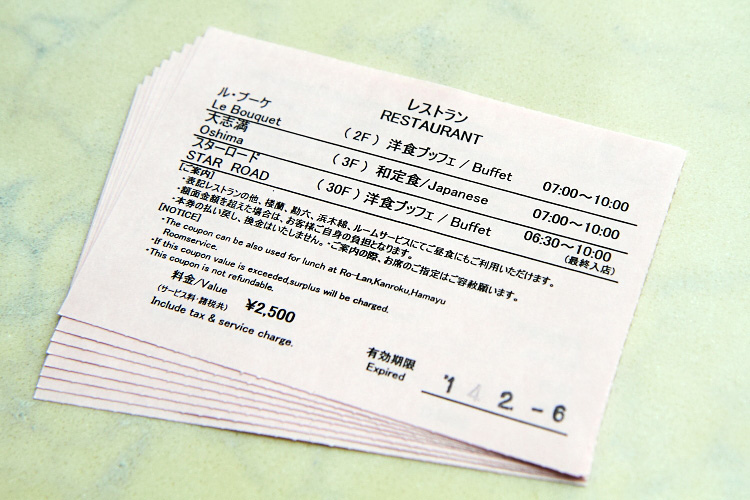 レストラン
RESTAURANT
ル・ブーケ
Le Bouquet (2F) 洋食ブッフェ / Buffet 07:00～10:00
大志満
Oshima (3F) 和定食/Japanese 07:00～10:00
スターロード
STAR ROAD (30F) 洋食ブッフェ / Buffet 06:30～10:00
(最終入店)
[ご案内]
・表記レストランの他、楼蘭、勘六、浜木綿、ルームサービスにてご昼食にもご利用いただけます。
・額面金額を超えた場合は、お客様ご自身の負担となります。
・本券の払い戻し、換金はいたしません。・ご案内の際、お席のご指定はご容赦願います。
[NOTICE]
・The coupon can be also used for lunch at Ro-Lan,Kanroku,Hamayu
Roomservice.
・If this coupon value is exceeded,surplus will be charged.
・This coupon is not refundable.
料金/Value ¥2,500
(サービス料・諸税共)
Include tax & service charge.
有効期限
Expired '14 2. - 6